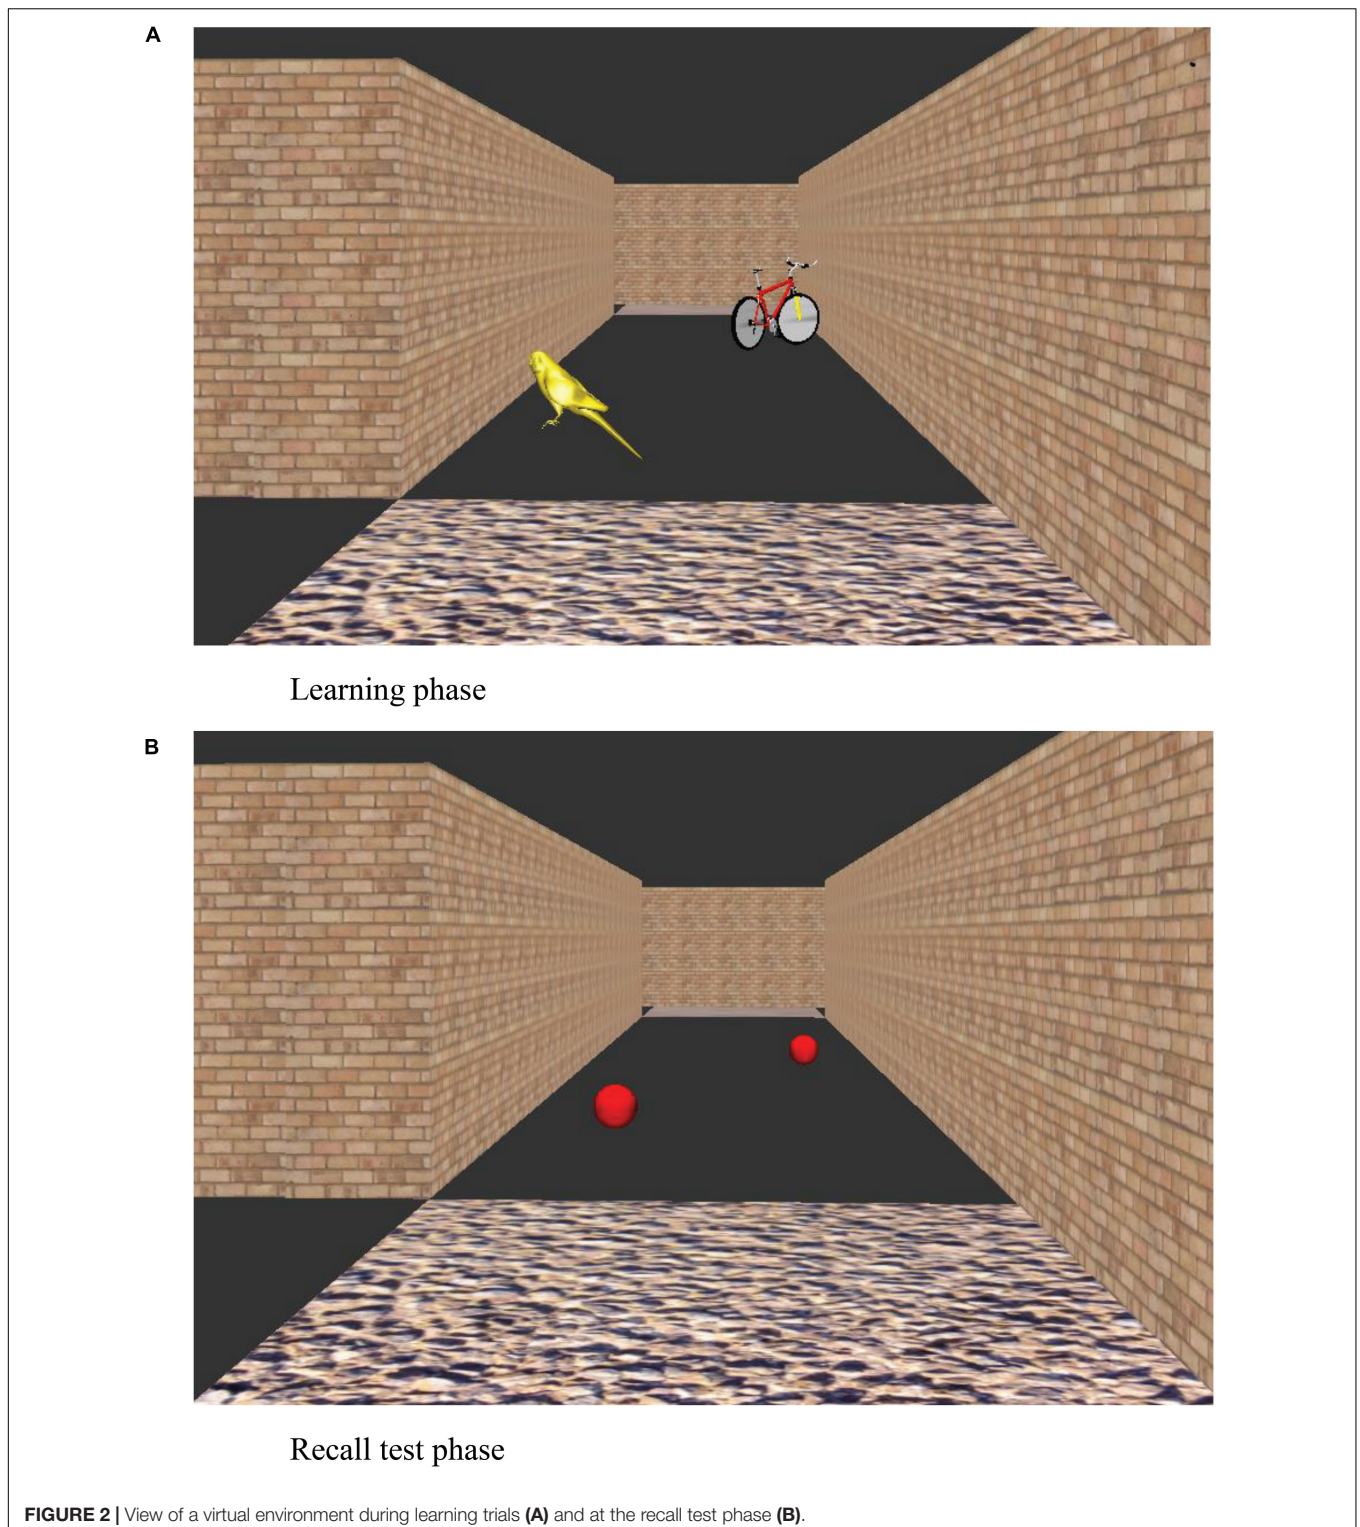 A
Learning phase
B
Recall test phase
FIGURE 2 | View of a virtual environment during learning trials (A) and at the recall test phase (B).